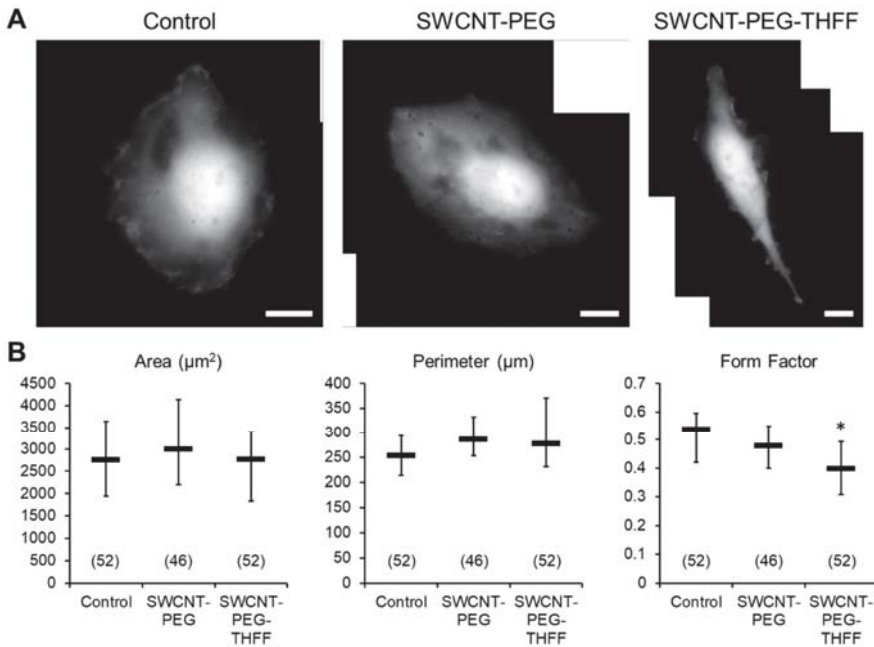 A
Control
SWCNT-PEG
SWCNT-PEG-THFF
B
Area (µm²)
4500
4000
3500
3000
2500
2000
1500
1000
500
0
(52)
(46)
(52)
Control
SWCNT-
PEG
SWCNT-
PEG-
THFF
Perimeter (µm)
400
350
300
250
200
150
100
50
0
(52)
(46)
(52)
Control
SWCNT-
PEG
SWCNT-
PEG-
THFF
Form Factor
0.7
0.6
0.5
0.4
0.3
0.2
0.1
0
*
(52)
(46)
(52)
Control
SWCNT-
PEG
SWCNT-
PEG-
THFF